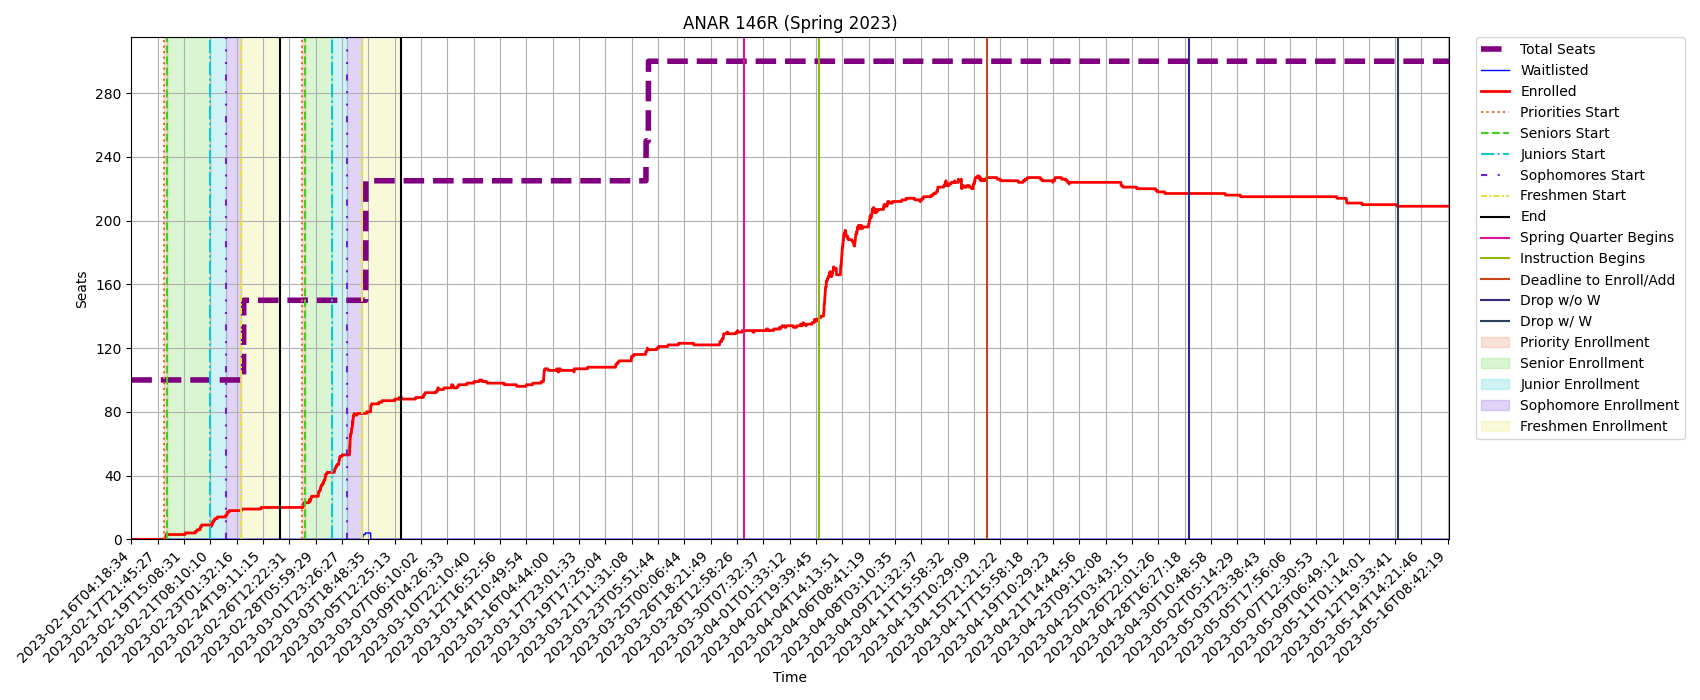 ANAR 146R (Spring 2023)
Seats
280
240
200
160
120
80
40
0
2023-02-16T04:18:34
2023-02-17T21:45:27
2023-02-19T15:08:31
2023-02-21T08:10:10
2023-02-23T01:32:16
2023-02-24T19:11:15
2023-02-26T12:22:31
2023-02-28T05:59:29
2023-03-01T23:26:27
2023-03-03T18:48:35
2023-03-05T12:25:13
2023-03-07T06:10:02
2023-03-09T04:26:33
2023-03-10T22:10:40
2023-03-12T16:52:56
2023-03-14T10:49:54
2023-03-16T04:44:00
2023-03-17T23:01:33
2023-03-19T17:25:04
2023-03-21T11:31:08
2023-03-23T05:51:44
2023-03-25T00:06:44
2023-03-26T18:21:49
2023-03-28T12:58:26
2023-03-30T07:32:37
2023-04-01T01:33:12
2023-04-02T19:39:45
2023-04-04T14:13:51
2023-04-06T08:41:19
2023-04-08T03:10:35
2023-04-09T21:32:37
2023-04-11T15:58:32
2023-04-13T10:29:09
2023-04-15T21:21:22
2023-04-17T15:58:18
2023-04-19T10:29:23
2023-04-21T14:44:56
2023-04-23T09:12:08
2023-04-25T03:43:15
2023-04-26T22:01:26
2023-04-28T16:27:18
2023-04-30T10:48:58
2023-05-02T05:14:29
2023-05-03T23:38:43
2023-05-05T17:56:06
2023-05-07T12:30:53
2023-05-09T06:49:12
2023-05-11T01:14:01
2023-05-12T19:33:41
2023-05-14T14:21:46
2023-05-16T08:42:19
Time
Total Seats
Waitlisted
Enrolled
Priorities Start
Seniors Start
Juniors Start
Sophomores Start
Freshmen Start
End
Spring Quarter Begins
Instruction Begins
Deadline to Enroll/Add
Drop w/o W
Drop w/ W
Priority Enrollment
Senior Enrollment
Junior Enrollment
Sophomore Enrollment
Freshmen Enrollment